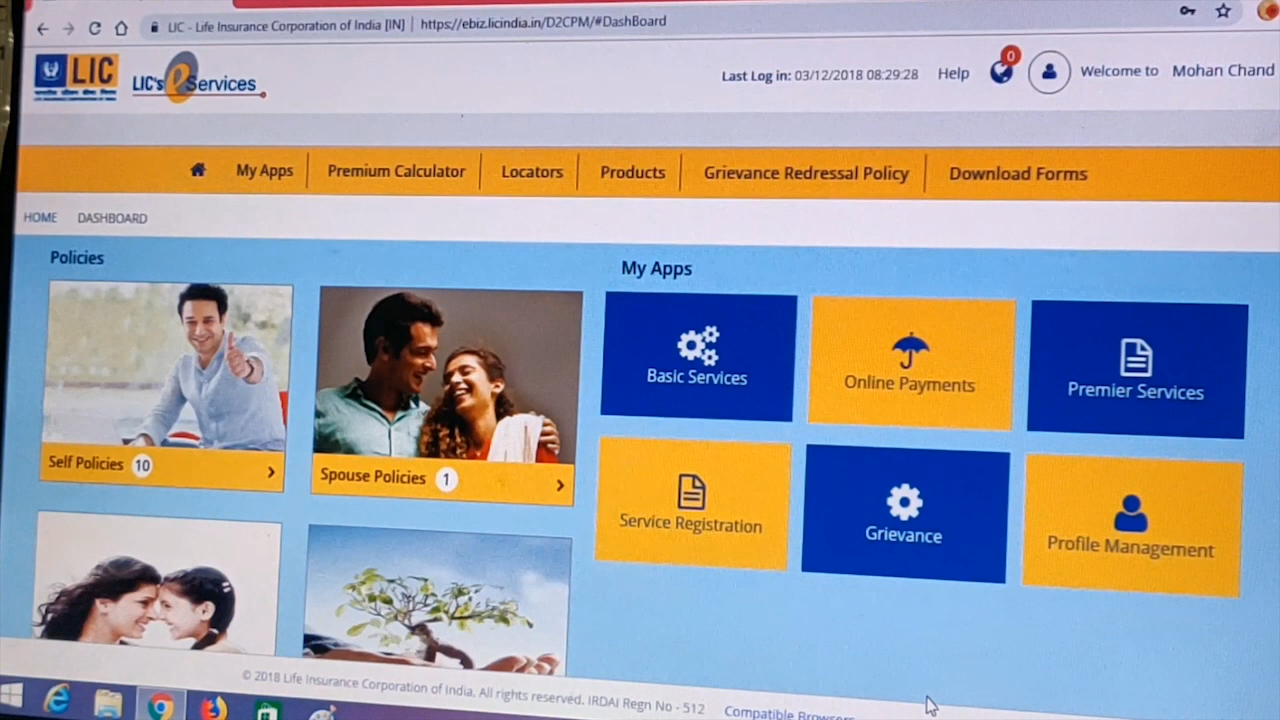 LIC - Life Insurance Corporation of India [IN] | https://ebiz.licindia.in/D2CPM/#DashBoard
LIC
LIC's eServices
Last Log in: 03/12/2018 08:29:28
Help
0
Welcome to Mohan Chand
My Apps
Premium Calculator
Locators
Products
Grievance Redressal Policy
Download Forms
HOME
DASHBOARD
Policies
My Apps
Self Policies 10
Spouse Policies 1
Basic Services
Online Payments
Premier Services
Service Registration
Grievance
Profile Management
© 2018 Life Insurance Corporation of India. All rights reserved. IRDAI Regn No - 512
Compatible Browsers